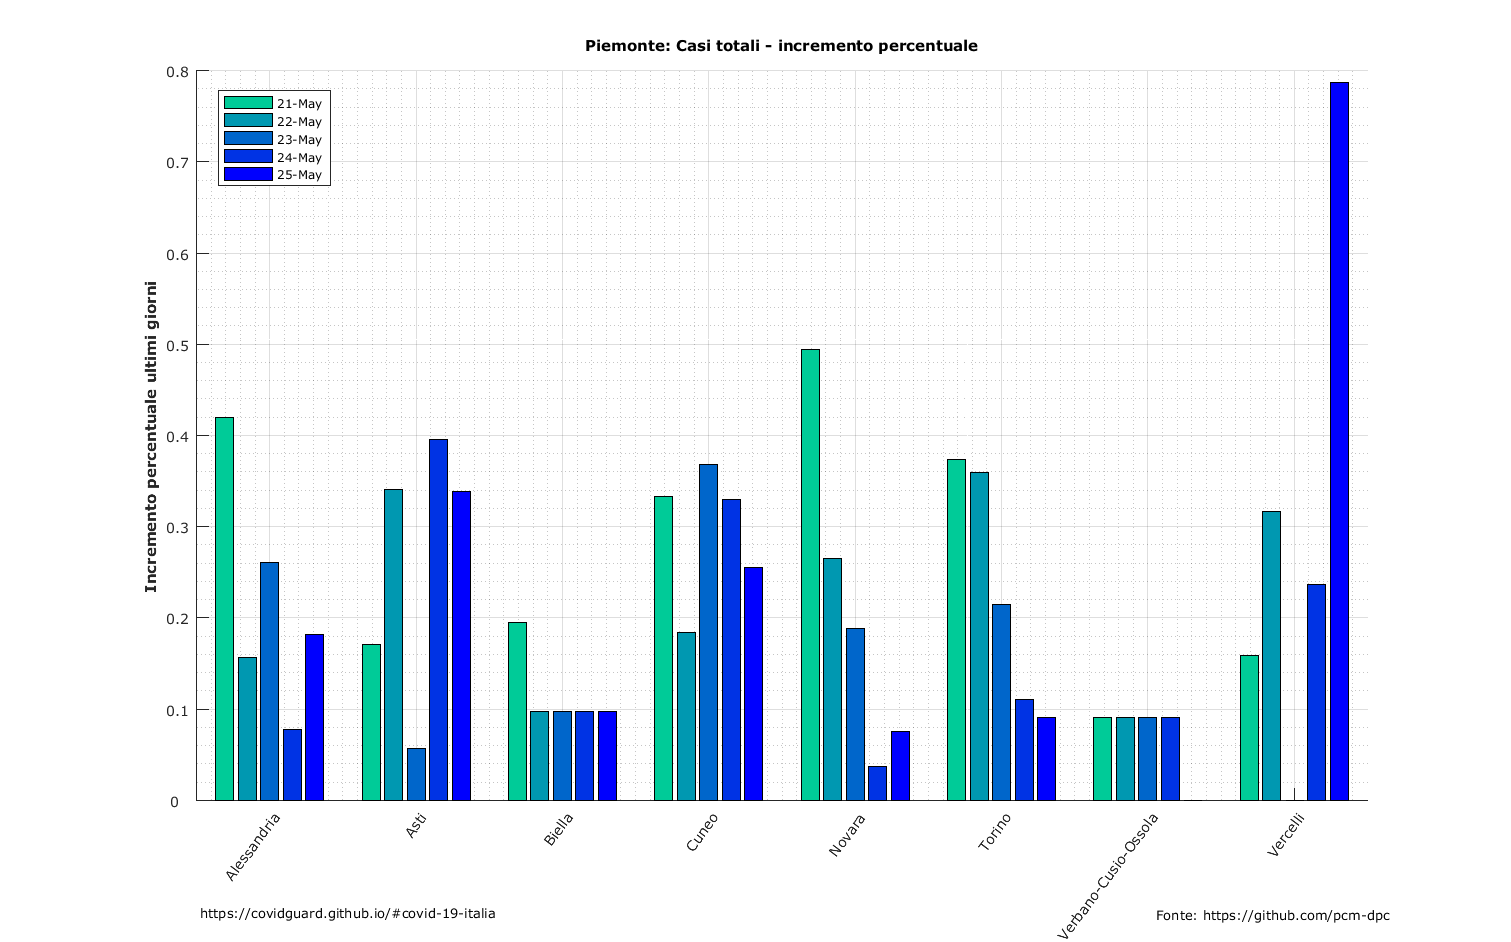 Piemonte: Casi totali - incremento percentuale
0.8
0.7
0.6
0.5
0.4
0.3
0.2
0.1
0
Incremento percentuale ultimi giorni
21-May
22-May
23-May
24-May
25-May
Alessandria
Asti
Biella
Cuneo
Novara
Torino
Verbano-Cusio-Ossola
Vercelli
https://covidguard.github.io/#covid-19-italia
Fonte: https://github.com/pcm-dpc